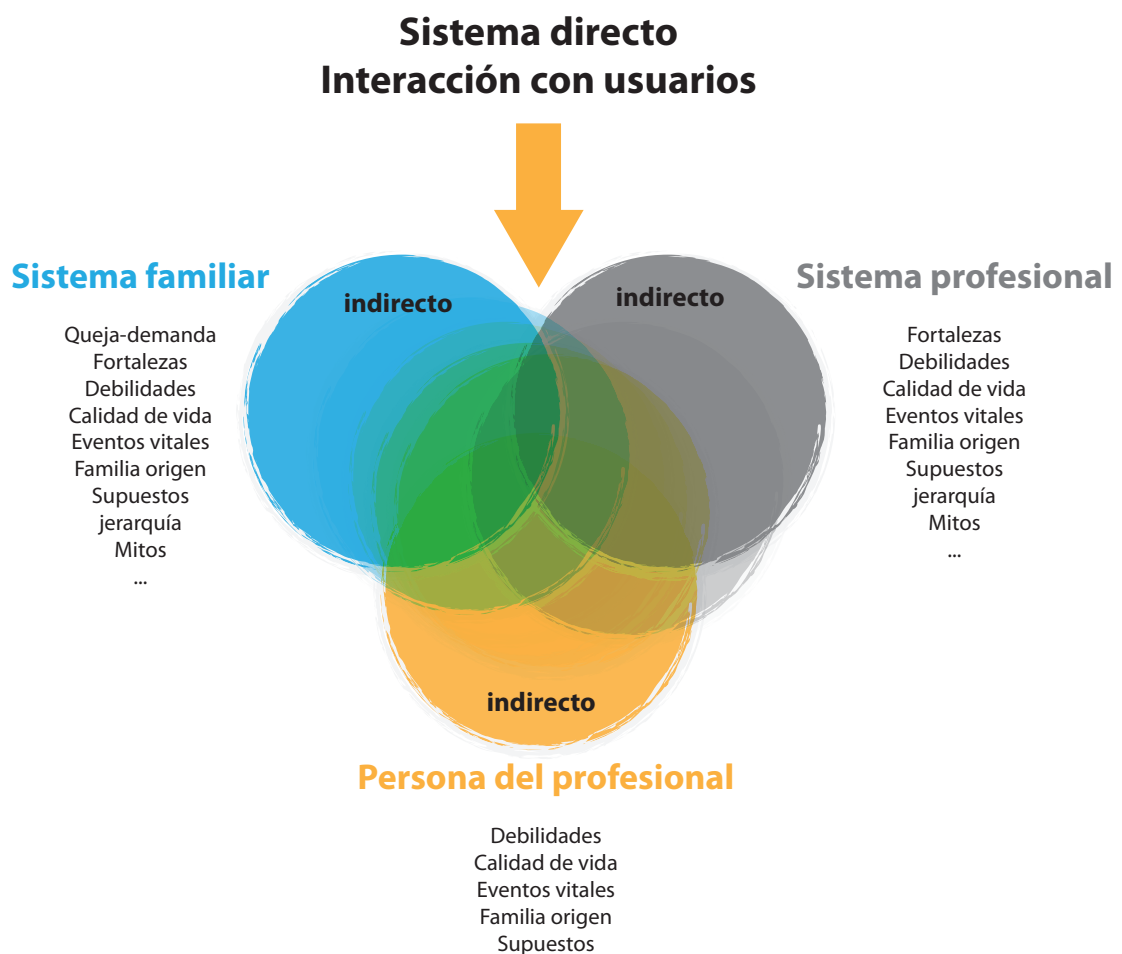 Sistema directo
Interacción con usuarios
Sistema familiar
indirecto
Queja-demanda
Fortalezas
Debilidades
Calidad de vida
Eventos vitales
Familia origen
Supuestos
jerarquía
Mitos
...
indirecto
Sistema profesional
Fortalezas
Debilidades
Calidad de vida
Eventos vitales
Familia origen
Supuestos
jerarquía
Mitos
...
indirecto
Persona del profesional
Debilidades
Calidad de vida
Eventos vitales
Familia origen
Supuestos